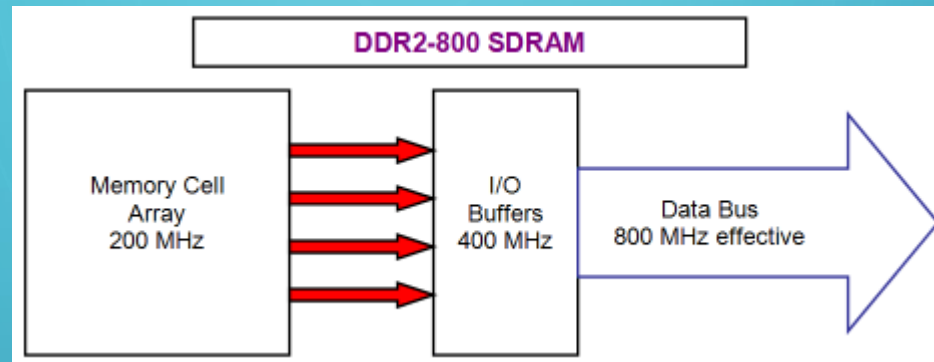 DDR2-800 SDRAM
Memory Cell
Array
200 MHz
I/O
Buffers
400 MHz
Data Bus
800 MHz effective